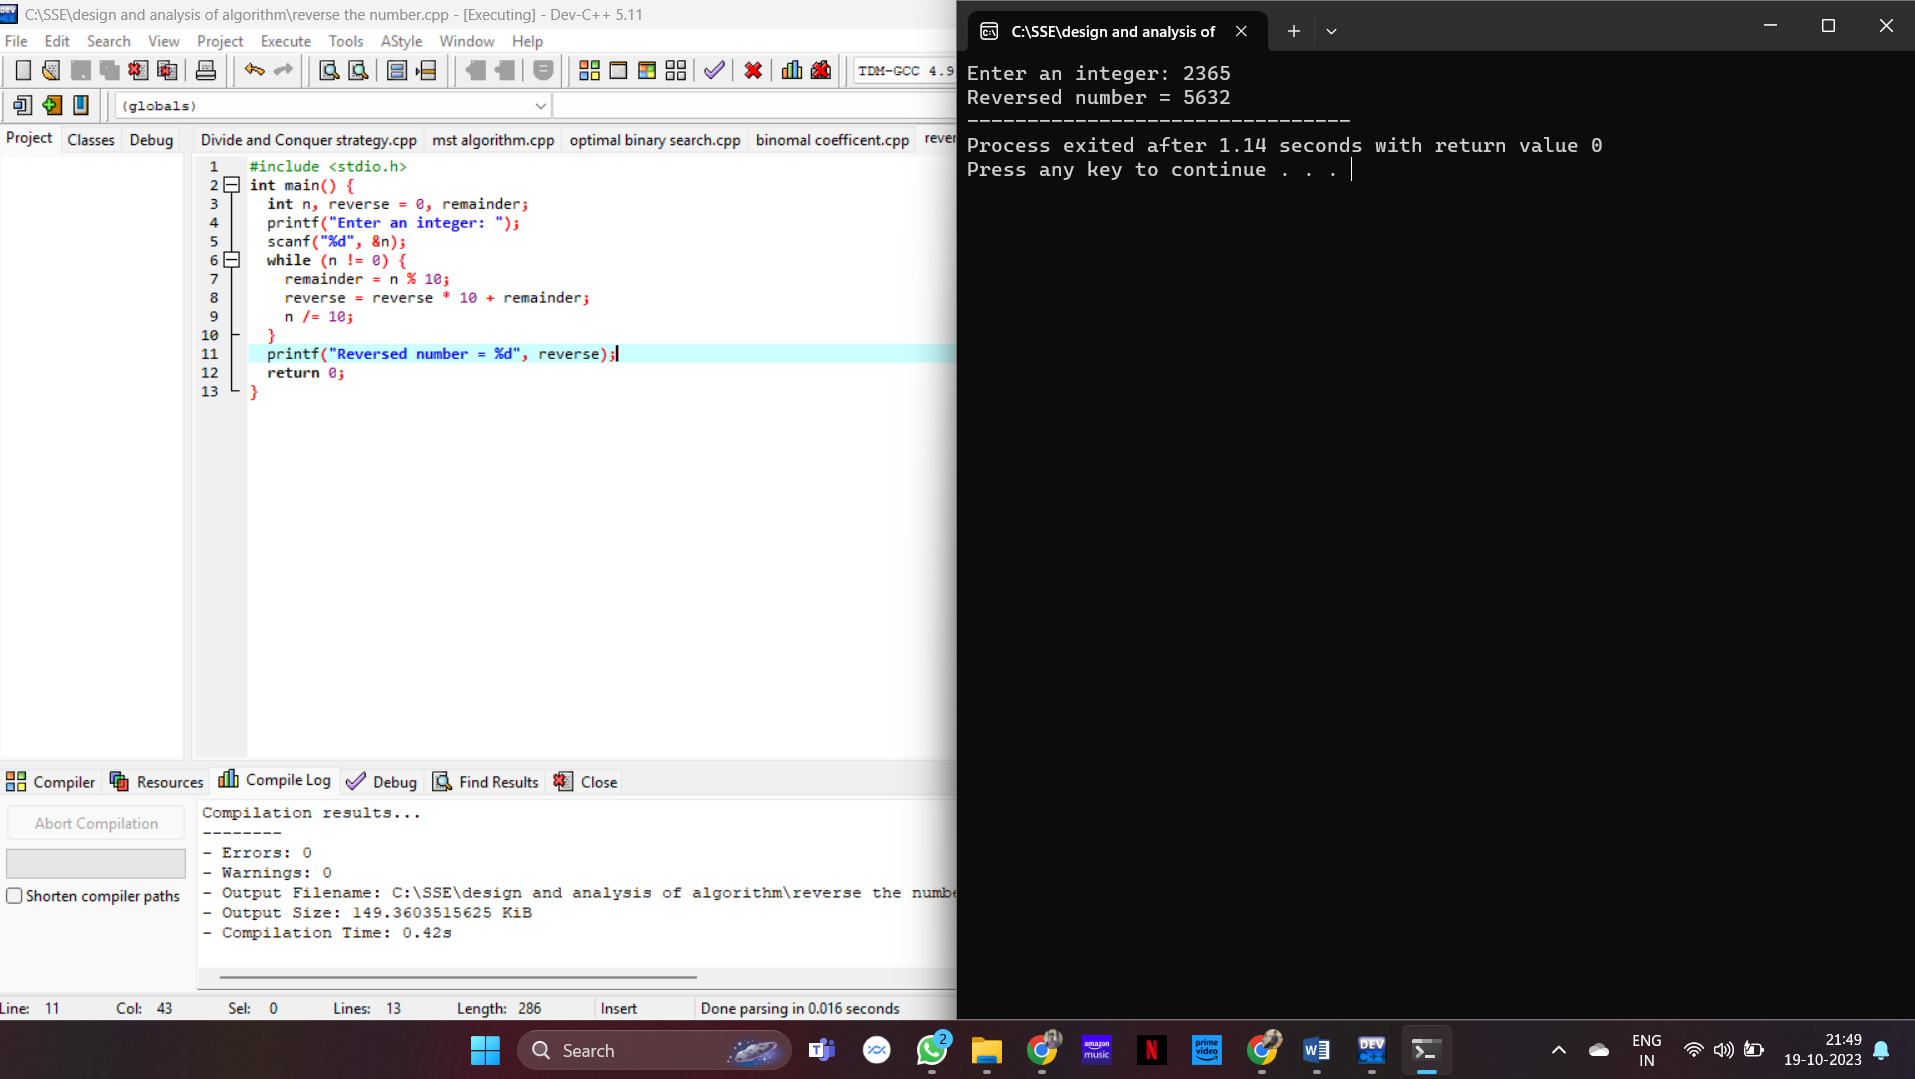 C:\SSE\design and analysis of algorithm\reverse the number.cpp - [Executing] - Dev-C++ 5.11
File Edit Search View Project Execute Tools AStyle Window Help
TDM-GCC 4.9
(globals)
Project Classes Debug
Divide and Conquer strategy.cpp mst algorithm.cpp optimal binary search.cpp binomal coefficent.cpp rever
1 #include <stdio.h>
2 int main() {
3 int n, reverse = 0, remainder;
4 printf("Enter an integer: ");
5 scanf("%d", &n);
6 while (n != 0) {
7 remainder = n % 10;
8 reverse = reverse * 10 + remainder;
9 n /= 10;
10 }
11 printf("Reversed number = %d", reverse);
12 return 0;
13 }
Compiler Resources Compile Log Debug Find Results Close
Abort Compilation
Shorten compiler paths
Compilation results...
--------
- Errors: 0
- Warnings: 0
- Output Filename: C:\SSE\design and analysis of algorithm\reverse the numbe
- Output Size: 149.3603515625 KiB
- Compilation Time: 0.42s
Line: 11 Col: 43 Sel: 0 Lines: 13 Length: 286 Insert Done parsing in 0.016 seconds
C:\SSE\design and analysis of
Enter an integer: 2365
Reversed number = 5632
--------------------------------
Process exited after 1.14 seconds with return value 0
Press any key to continue . . .
Search
2
amazon music
N
prime video
DEV
ENG
IN
21:49
19-10-2023